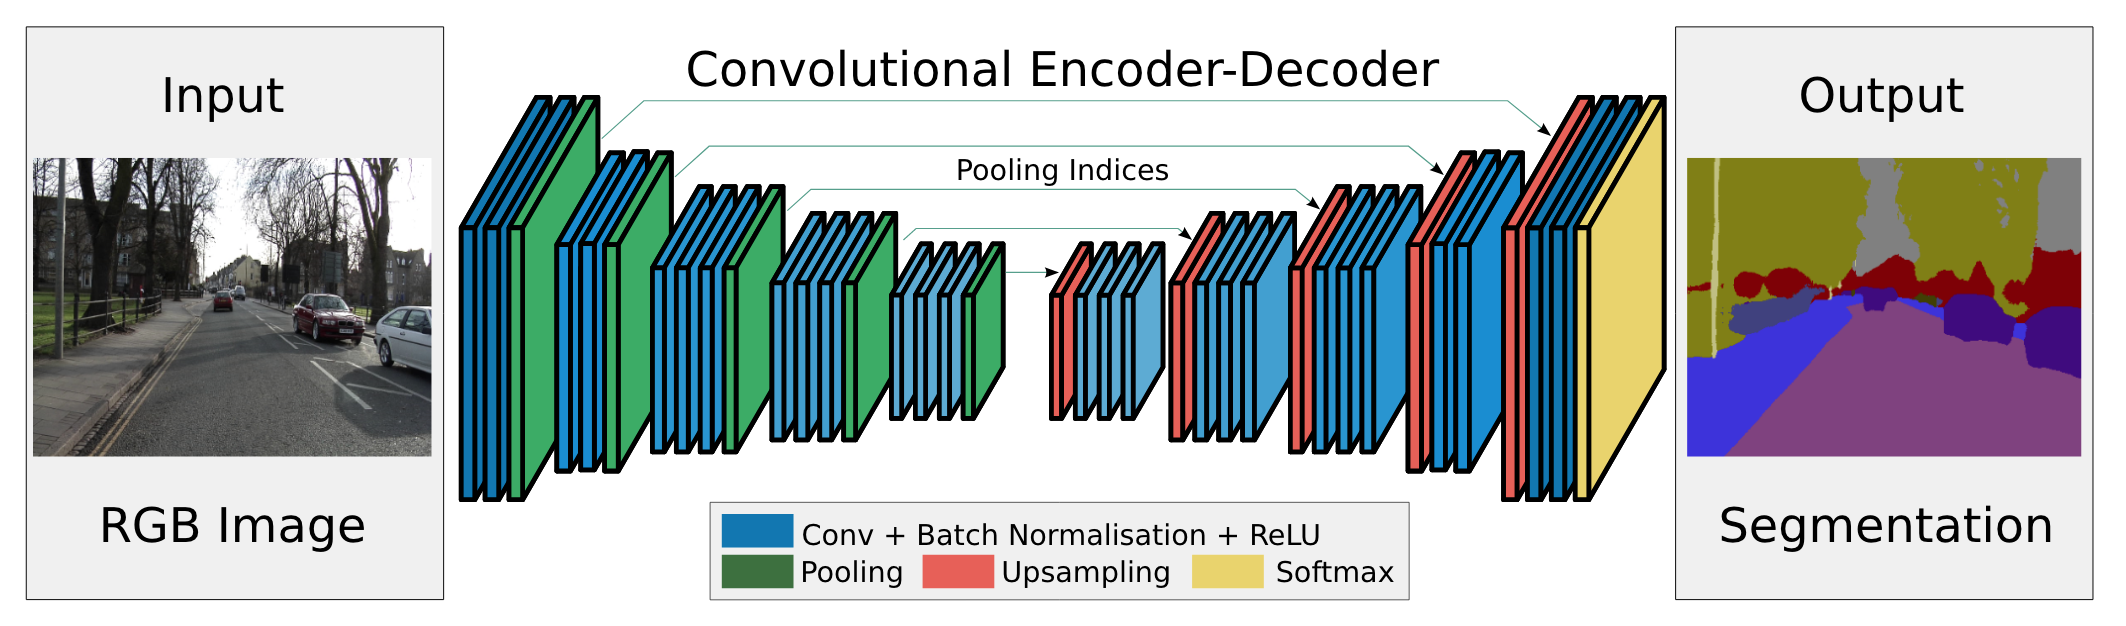 Input
RGB Image
Convolutional Encoder-Decoder
Pooling Indices
Conv + Batch Normalisation + ReLU
Pooling
Upsampling
Softmax
Output
Segmentation